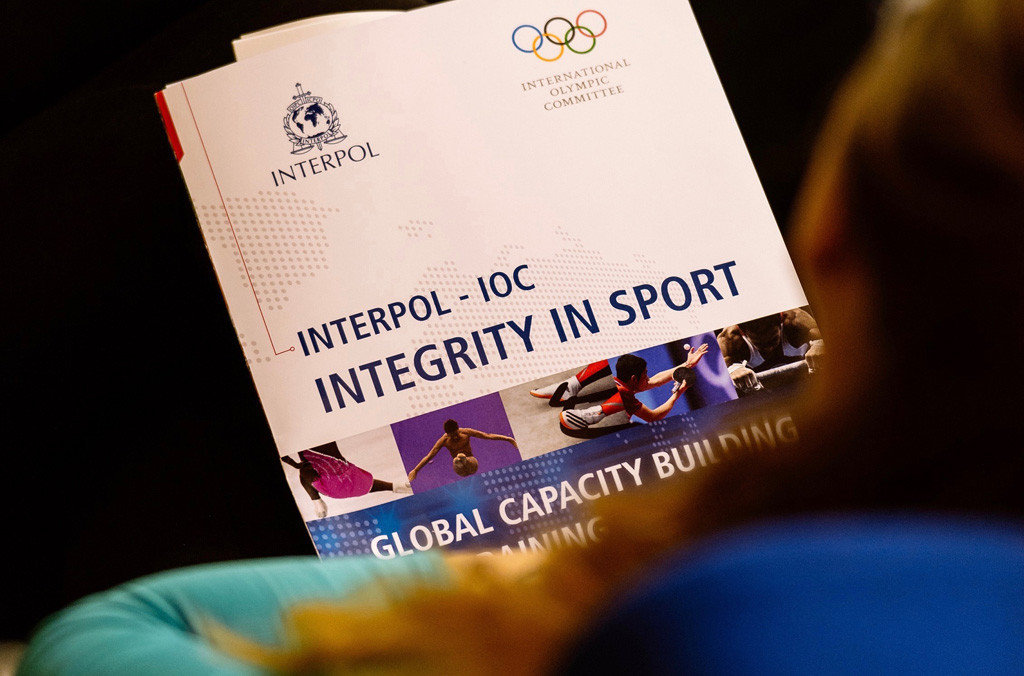 INTERPOL
INTERNATIONAL
OLYMPIC
COMMITTEE
INTERPOL - IOC
INTEGRITY IN SPORT
GLOBAL CAPACITY BUILDING